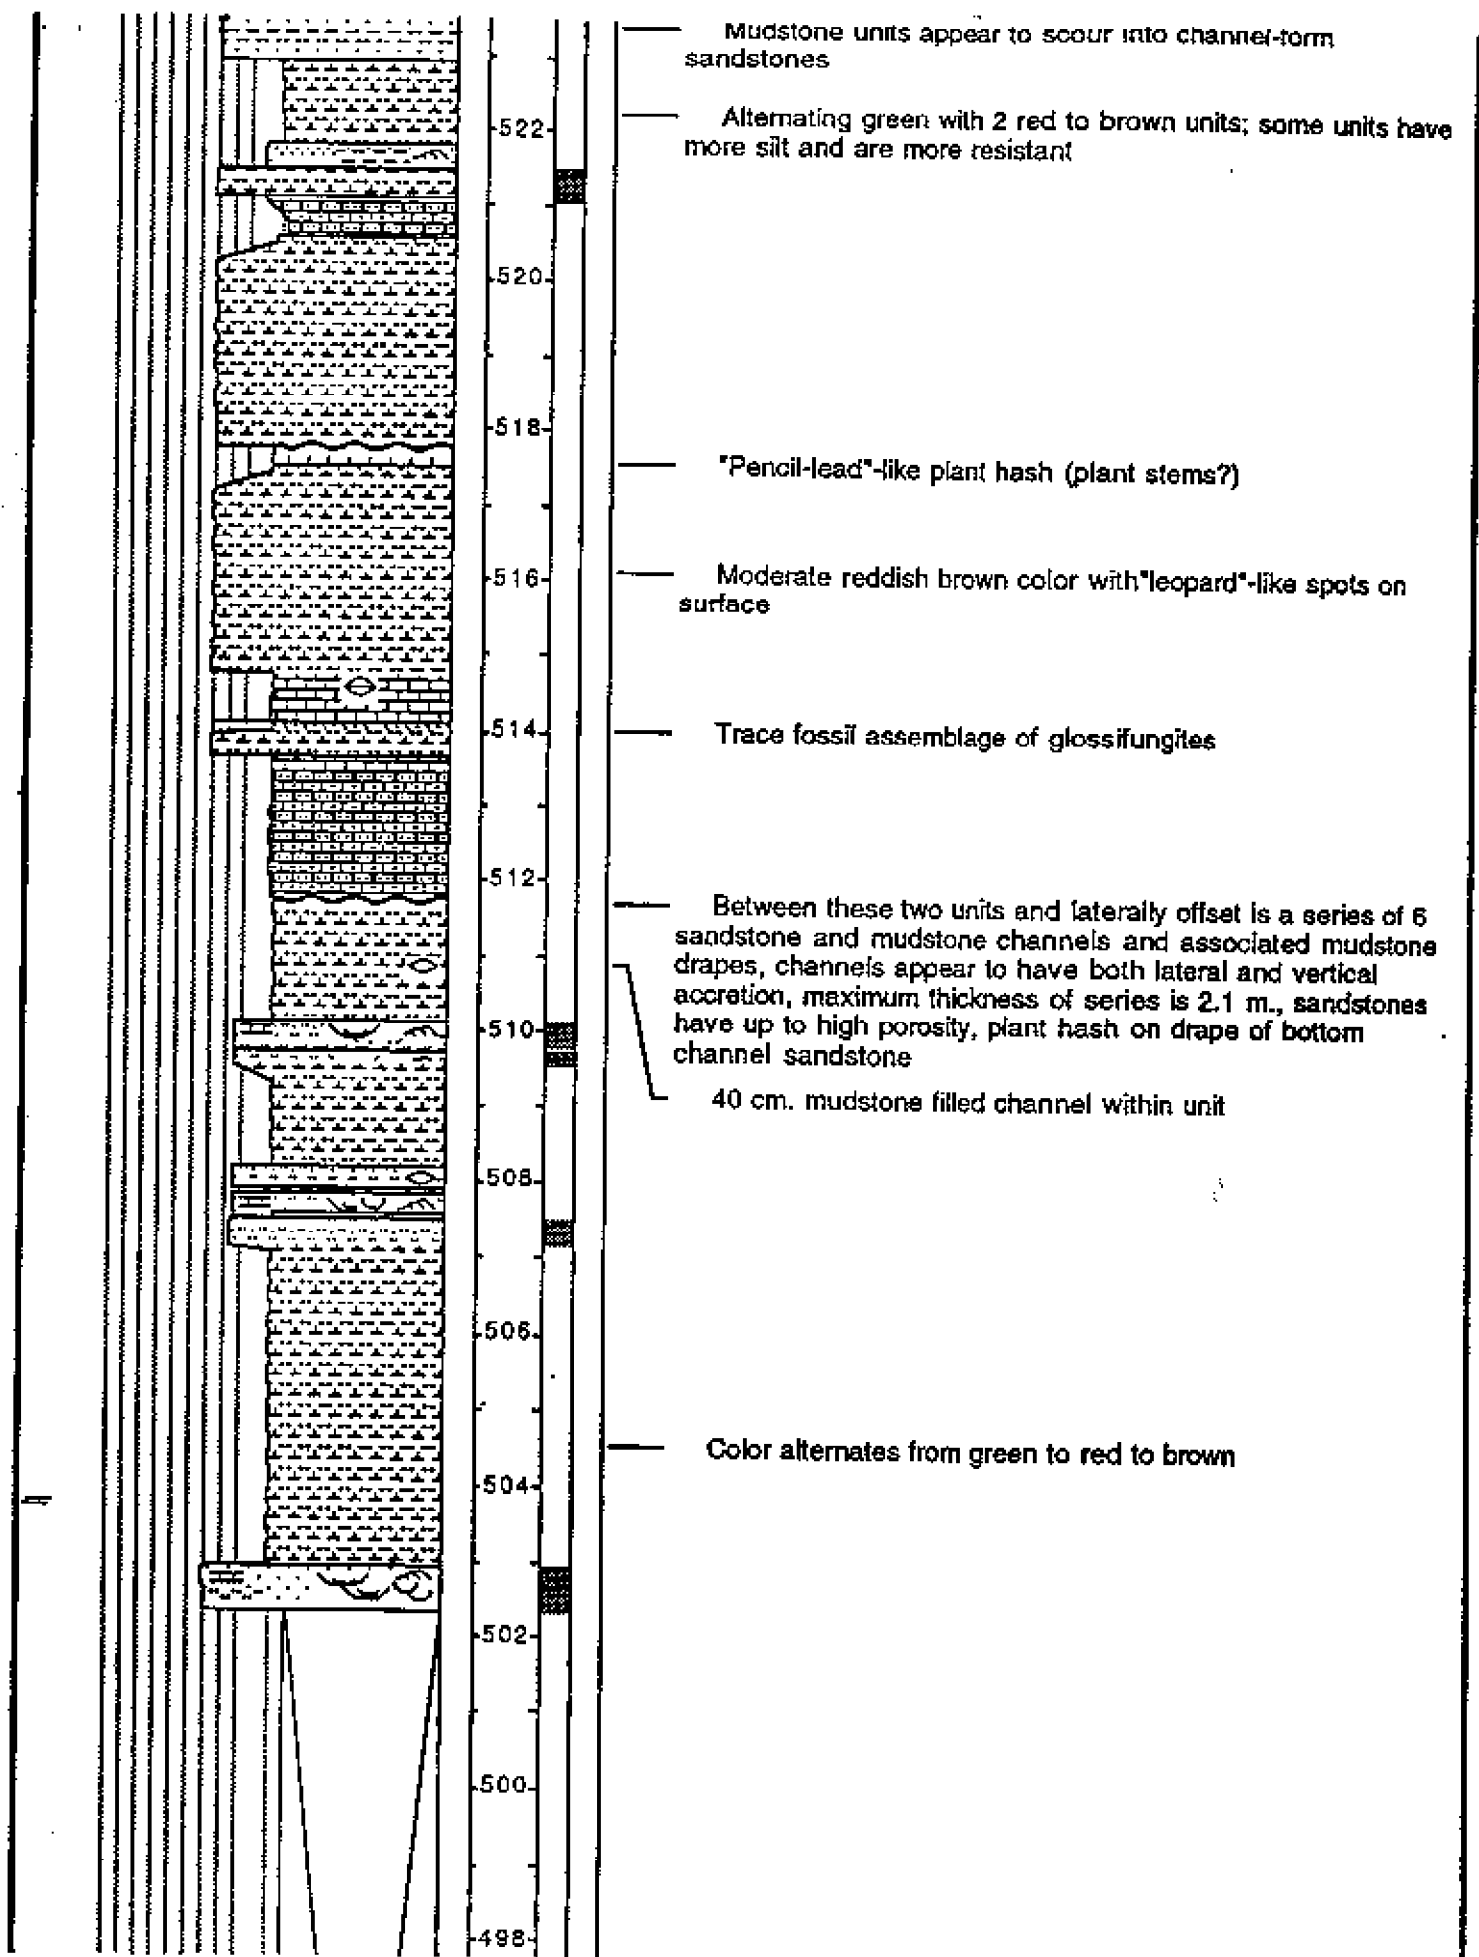 Mudstone units appear to scour into channel-form
sandstones
522
Alternating green with 2 red to brown units; some units have
more silt and are more resistant
520
518
"Pencil-lead"-like plant hash (plant stems?)
516
Moderate reddish brown color with "leopard"-like spots on
surface
514
Trace fossil assemblage of glossifungites
512
Between these two units and laterally offset is a series of 6
sandstone and mudstone channels and associated mudstone
drapes, channels appear to have both lateral and vertical
accretion, maximum thickness of series is 2.1 m., sandstones
have up to high porosity, plant hash on drape of bottom
channel sandstone
510
40 cm. mudstone filled channel within unit
508
506
Color alternates from green to red to brown
504
502
500
498